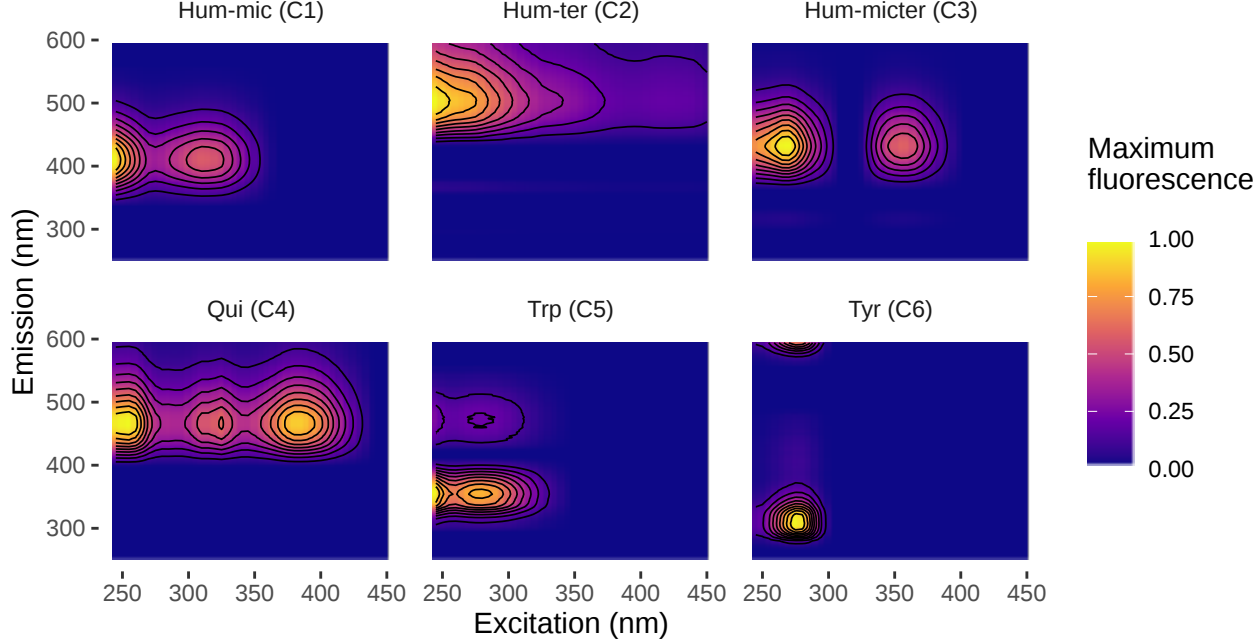 Hum-mic (C1) Hum-ter (C2) Hum-micter (C3)
600
500
400
300
Qui (C4) Trp (C5) Tyr (C6)
600
500
400
300
250 300 350 400 450 250 300 350 400 450 250 300 350 400 450
Excitation (nm)
Emission (nm)
Maximum
fluorescence
1.00
0.75
0.50
0.25
0.00